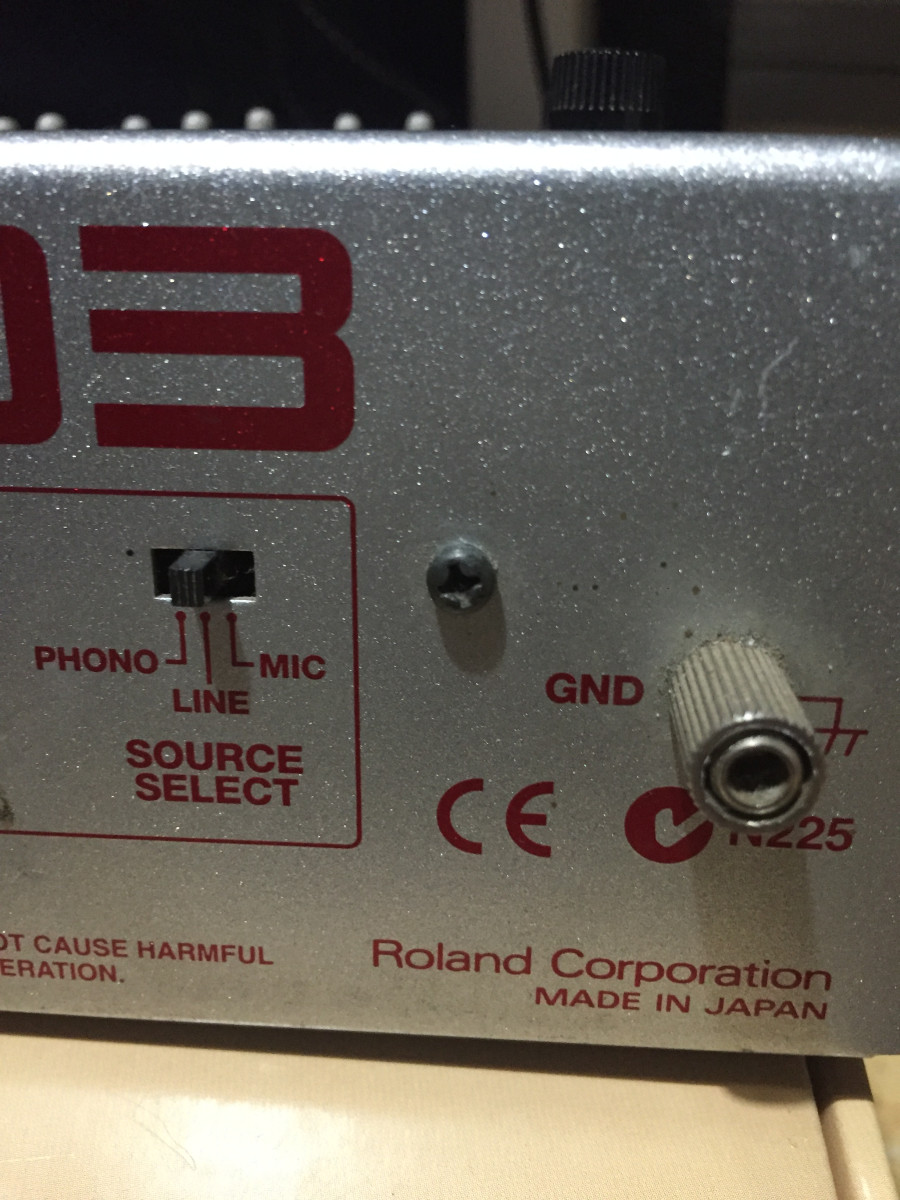 03
PHONO
MIC
LINE
SOURCE
SELECT
GND
CE
N225
OT CAUSE HARMFUL
ERATION.
Roland Corporation
MADE IN JAPAN